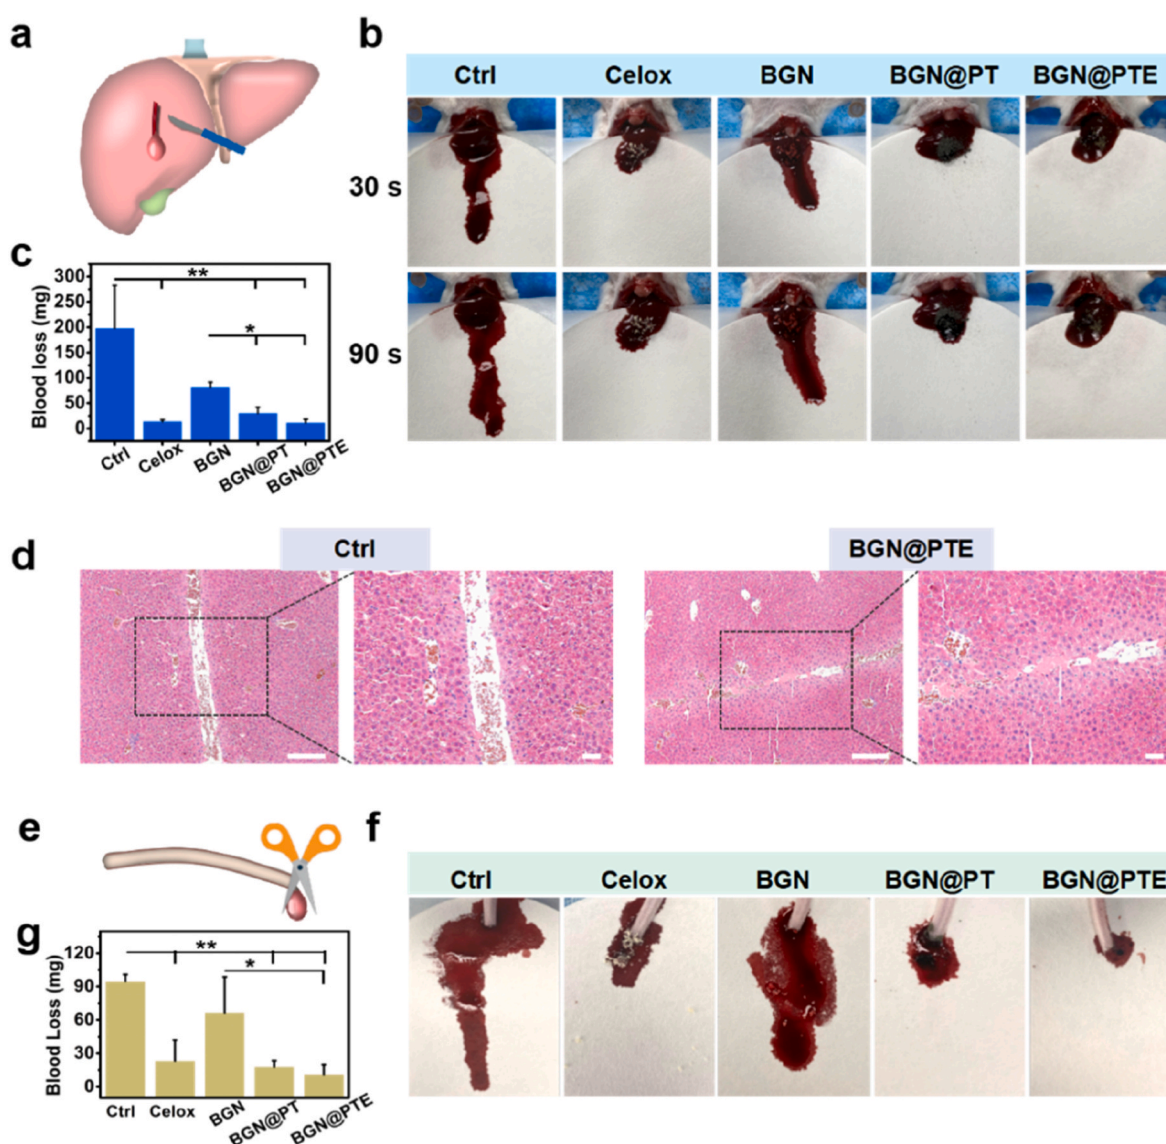 a
b
Ctrl Celox BGN BGN@PT BGN@PTE
30 s
90 s
c
Blood loss (mg)
300
250
200
150
100
50
0
**
*
Ctrl Celox BGN BGN@PT BGN@PTE
d
Ctrl BGN@PTE
e
f
Ctrl Celox BGN BGN@PT BGN@PTE
g
Blood Loss (mg)
120
90
60
30
0
**
*
Ctrl Celox BGN BGN@PT BGN@PTE